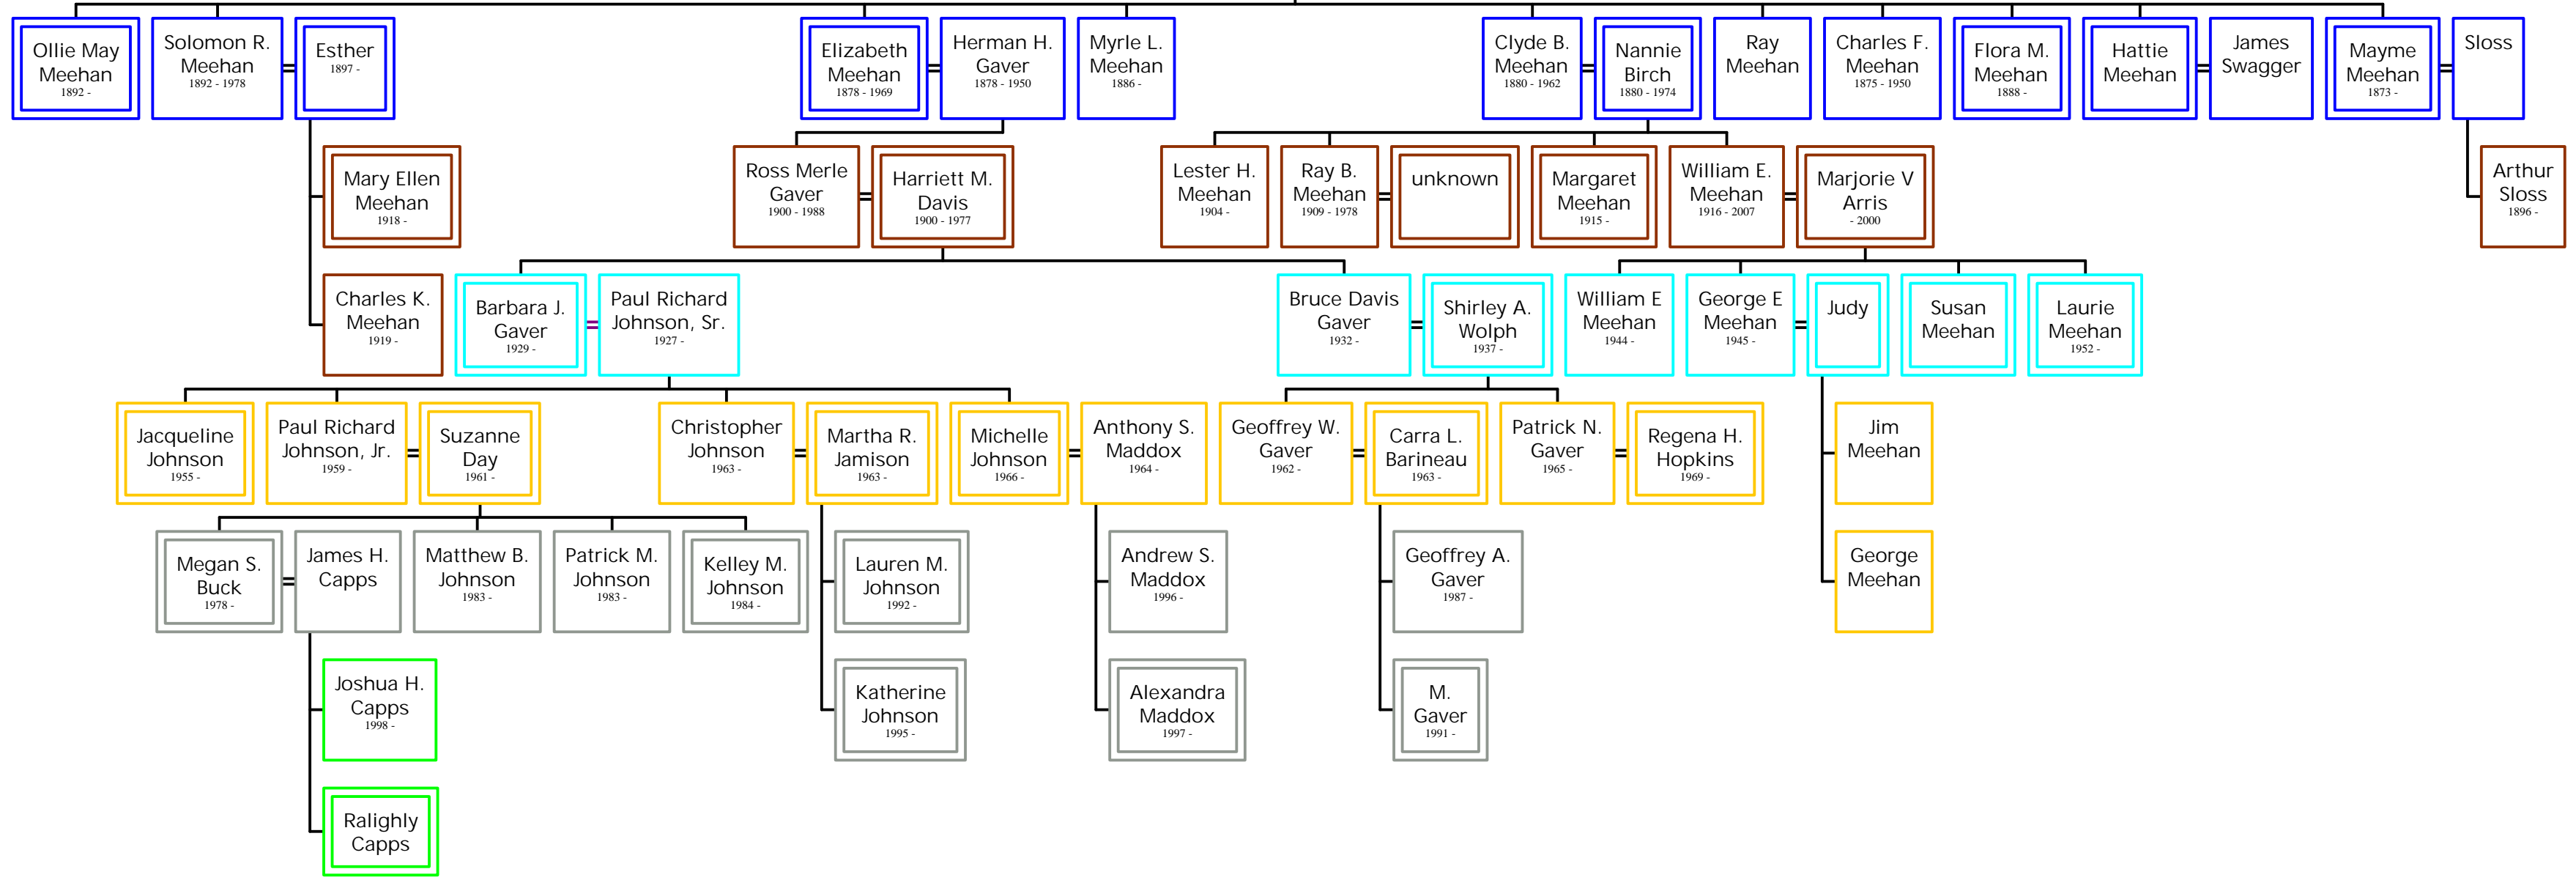 Ollie May
Meehan
1892 -
Solomon R.
Meehan
1892 - 1978
Esther
1897 -
Elizabeth
Meehan
1878 - 1969
Herman H.
Gaver
1878 - 1950
Myrle L.
Meehan
1886 -
Clyde B.
Meehan
1880 - 1962
Nannie
Birch
1880 - 1974
Ray
Meehan
Charles F.
Meehan
1875 - 1950
Flora M.
Meehan
1888 -
Hattie
Meehan
James
Swagger
Mayme
Meehan
1873 -
Sloss
Mary Ellen
Meehan
1918 -
Ross Merle
Gaver
1900 - 1988
Harriett M.
Davis
1900 - 1977
Lester H.
Meehan
1904 -
Ray B.
Meehan
1909 - 1978
unknown
Margaret
Meehan
1915 -
William E.
Meehan
1916 - 2007
Marjorie V
Arris
- 2000
Arthur
Sloss
1896 -
Charles K.
Meehan
1919 -
Barbara J.
Gaver
1929 -
Paul Richard
Johnson, Sr.
1927 -
Bruce Davis
Gaver
1932 -
Shirley A.
Wolph
1937 -
William E
Meehan
1944 -
George E
Meehan
1945 -
Judy
Susan
Meehan
Laurie
Meehan
1952 -
Jacqueline
Johnson
1955 -
Paul Richard
Johnson, Jr.
1959 -
Suzanne
Day
1961 -
Christopher
Johnson
1963 -
Martha R.
Jamison
1963 -
Michelle
Johnson
1966 -
Anthony S.
Maddox
1964 -
Geoffrey W.
Gaver
1962 -
Carra L.
Barineau
1963 -
Patrick N.
Gaver
1965 -
Regena H.
Hopkins
1969 -
Jim
Meehan
Megan S.
Buck
1978 -
James H.
Capps
Matthew B.
Johnson
1983 -
Patrick M.
Johnson
1983 -
Kelley M.
Johnson
1984 -
Lauren M.
Johnson
1992 -
Andrew S.
Maddox
1996 -
Geoffrey A.
Gaver
1987 -
George
Meehan
Joshua H.
Capps
1998 -
Katherine
Johnson
1995 -
Alexandra
Maddox
1997 -
M.
Gaver
1991 -
Ralighly
Capps